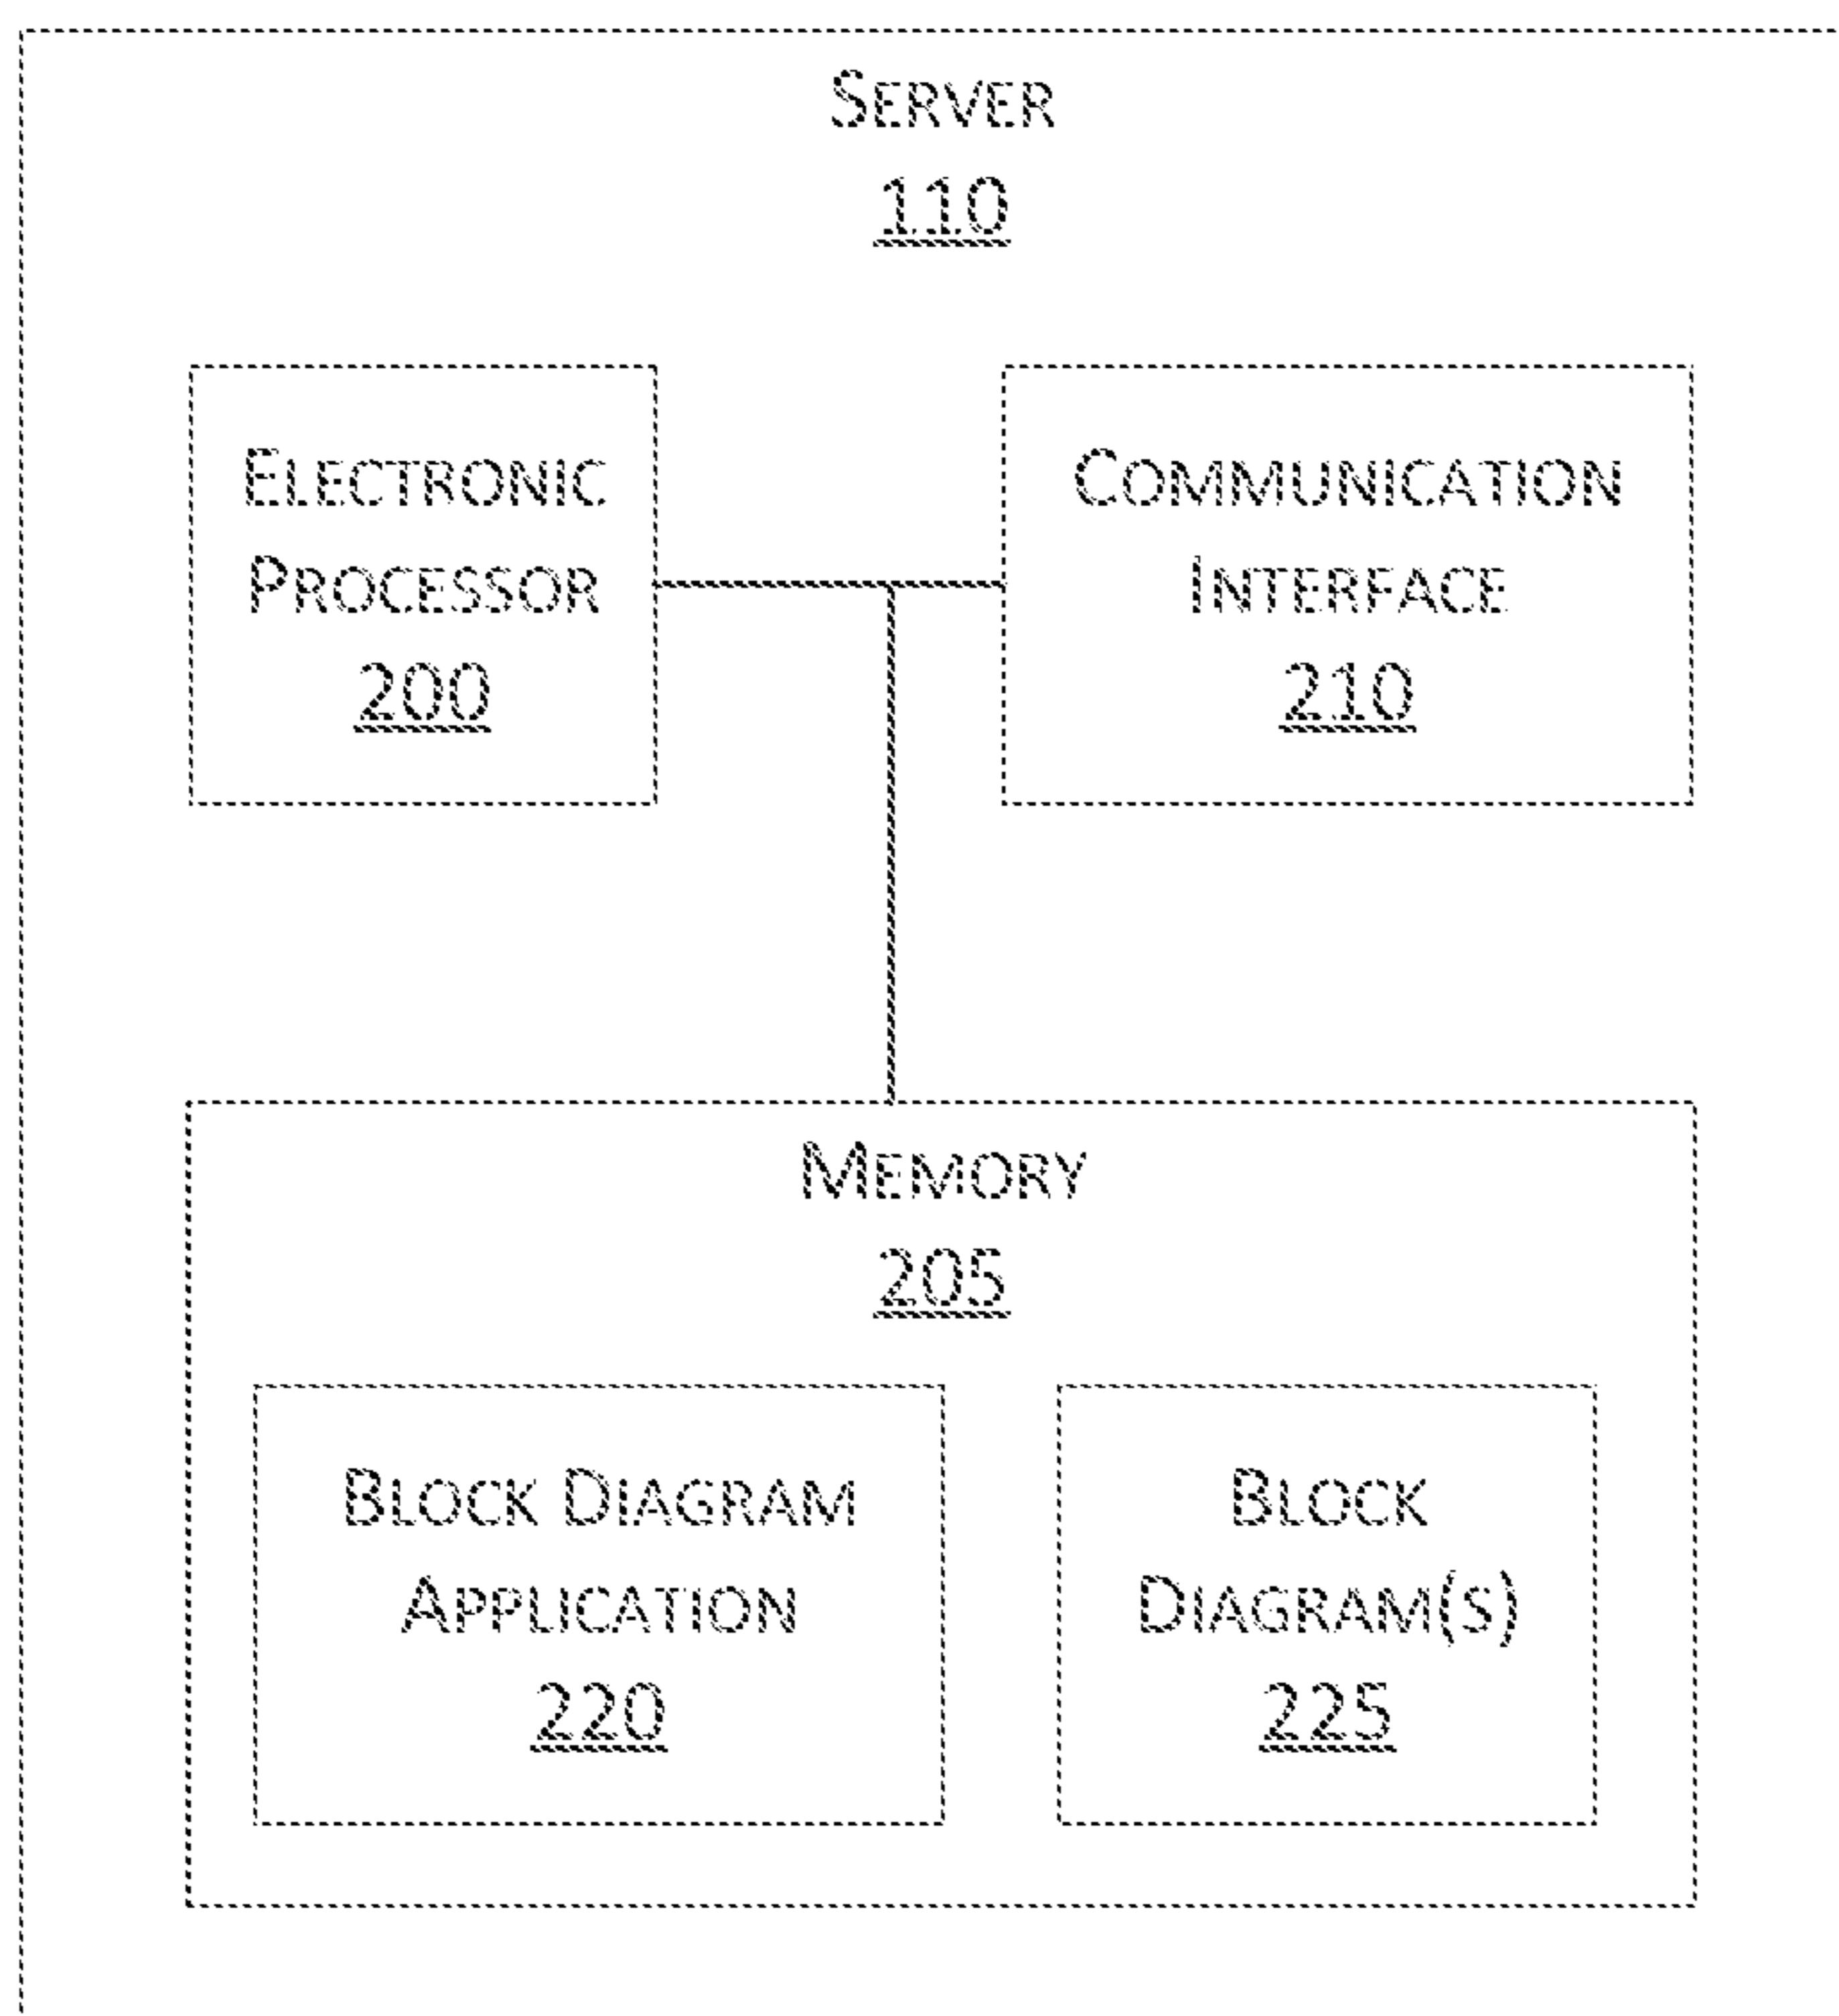 SERVER
110
ELECTRONIC
PROCESSOR
200
COMMUNICATION
INTERFACE
210
MEMORY
205
BLOCK DIAGRAM
APPLICATION
220
BLOCK
DIAGRAM(S)
225